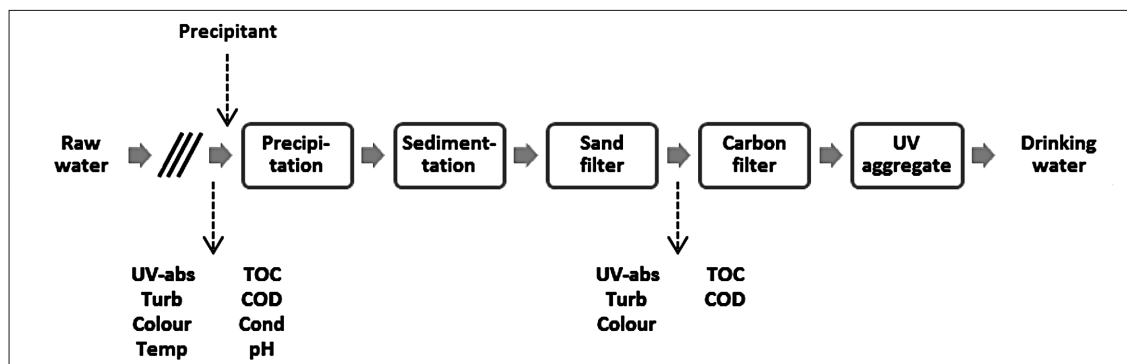 Precipitant
Raw
water
Precipi-
tation
Sedimen-
tation
Sand
filter
Carbon
filter
UV
aggregate
Drinking
water
UV-abs TOC
Turb COD
Colour Cond
Temp pH
UV-abs TOC
Turb COD
Colour